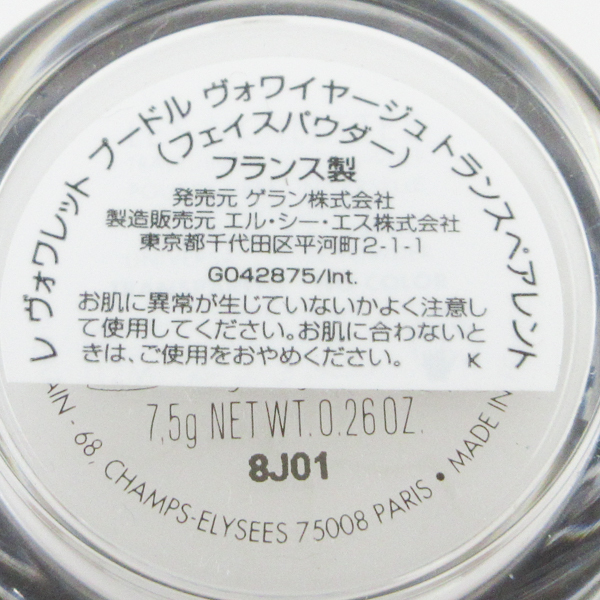 レ ヴォワレット プードル ヴォワイヤージュ トランスペアレント
(フェイスパウダー)
フランス製
発売元 ゲラン株式会社
製造販売元 エル・シー・エス株式会社
東京都千代田区平河町2-1-1
G042875/Int.
お肌に異常が生じていないかよく注意し
て使用してください。お肌に合わないと
きは、ご使用をおやめください。 K
7,5g NETWT.0.26OZ.
8J01
AIN - 68, CHAMPS-ELYSEES 75008 PARIS • MADE IN